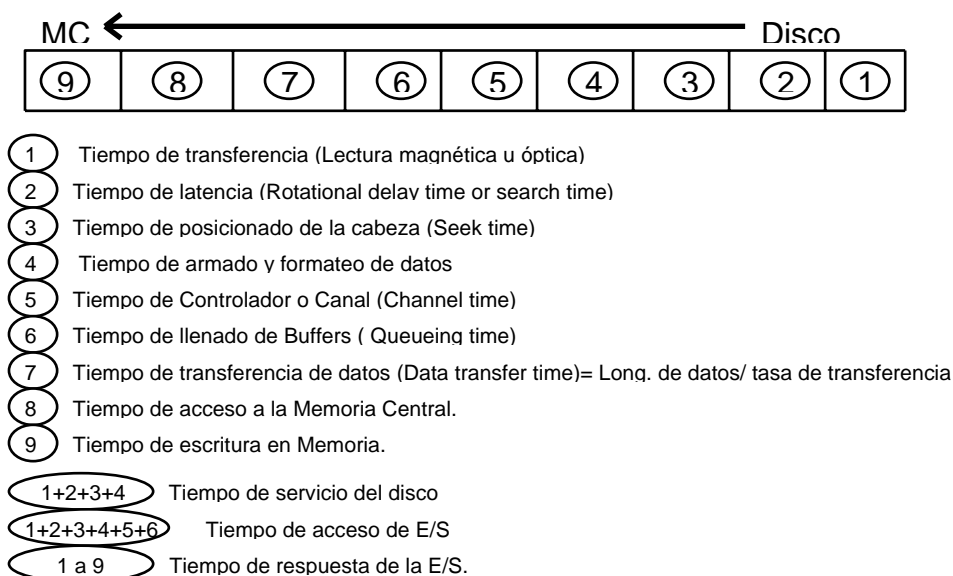 MC Disco
9 8 7 6 5 4 3 2 1
1 Tiempo de transferencia (Lectura magnética u óptica)
2 Tiempo de latencia (Rotational delay time or search time)
3 Tiempo de posicionado de la cabeza (Seek time)
4 Tiempo de armado y formateo de datos
5 Tiempo de Controlador o Canal (Channel time)
6 Tiempo de llenado de Buffers ( Queueing time)
7 Tiempo de transferencia de datos (Data transfer time)= Long. de datos/ tasa de transferencia
8 Tiempo de acceso a la Memoria Central.
9 Tiempo de escritura en Memoria.
1+2+3+4 Tiempo de servicio del disco
1+2+3+4+5+6 Tiempo de acceso de E/S
1 a 9 Tiempo de respuesta de la E/S.